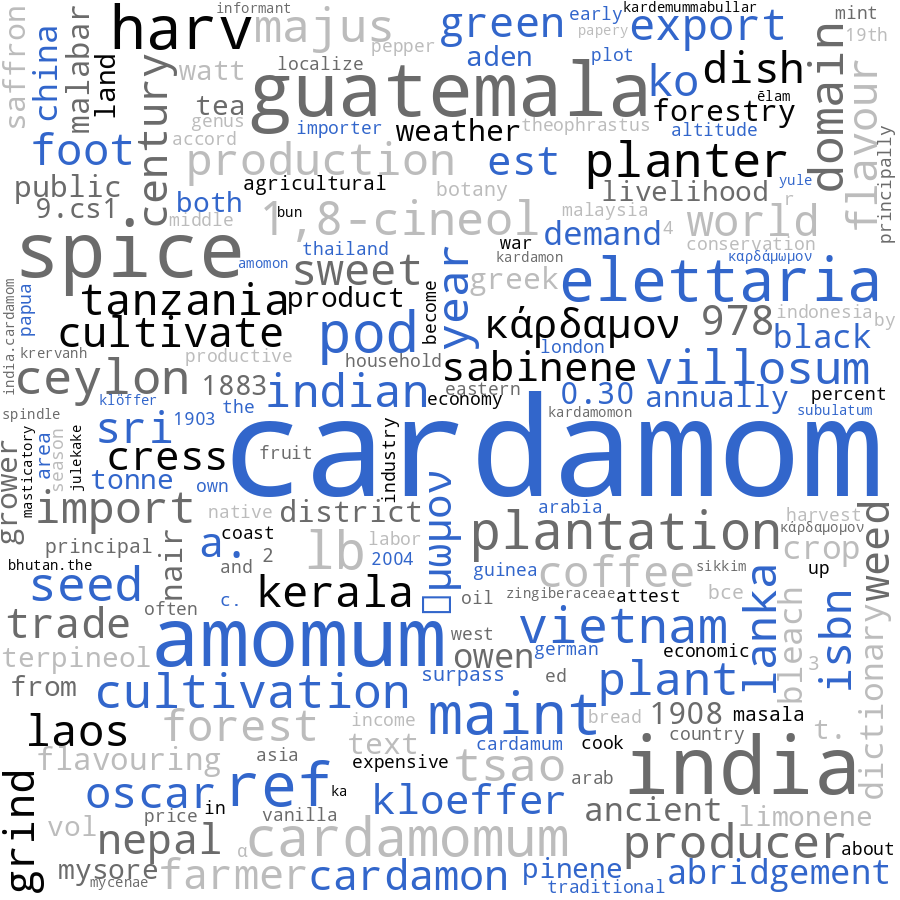 informant
kardemummabullar
harv
majus
green
early
export
mint
papery
saffron
china
malabar
land
century
pepper
aden
plot
19th
watt
localize
guatemala
ko
dish
domain
flavour
tea
genus
ēlam
forestry
foot
accord
importer
weather
theophrastus
altitude
principally
production
est
planter
public
agricultural
botany
livelihood
yule
9.cs1
both
middle
bun
1,8-cineol
malaysia
r
world
spice
thailand
war
demand
4
conservation
amomon
sweet
kardamon
καρδάμωμον
greek
elettaria
india.cardamom
papua
tanzania
product
become
year
κάρδαμον
978
indonesia
by
cultivate
pod
london
black
krervanh
productive
household
sabinene
villosum
ceylon
1883
indian
eastern
0.30
annually
percent
klöffer
the
economy
cardamom
kardamomon
subulatum
spindle
1903
sri
grower
masticatory
area
season
julekake
cress
fruit
industry
tonne
own
import
native
district
arabia
harvest
weed
plantation
κάρδαμομον
nair
coast
a.
lb
labor
μωμον
crop
principal
and
2
2004
bhutan.the
guinea
coffee
sikkim
up
seed
kerala
oil
zingiberaceae
attest
bce
lanka
bleach
isbn
often
c.
trade
amomum
west
vietnam
dictionary
terpineol
owen
german
economic
3
from
surpass
ed
plant
cultivation
maint
bread
1908
masala
laos
forest
income
country
t.
text
cardamum
cook
flavouring
asia
expensive
tsao
arab
india
grind
oscar
ref
ka
kloeffer
price
in
vanilla
ancient
limonene
vol
nepal
α
cardamomum
producer
about
mysore
mycenae
farmer
cardamon
pinene
traditional
abridgement